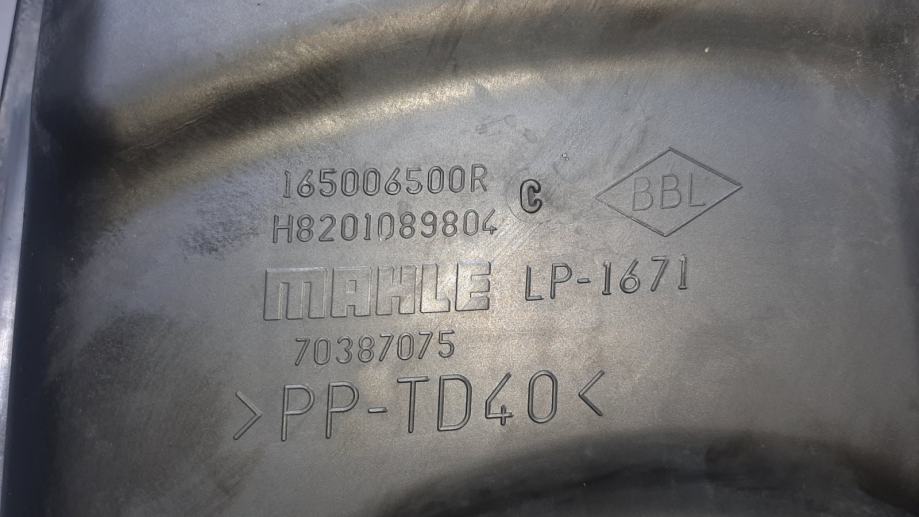 165006500R C
H8201089804
BBL
MAHLE LP-1671
70387075
>PP-TD40<